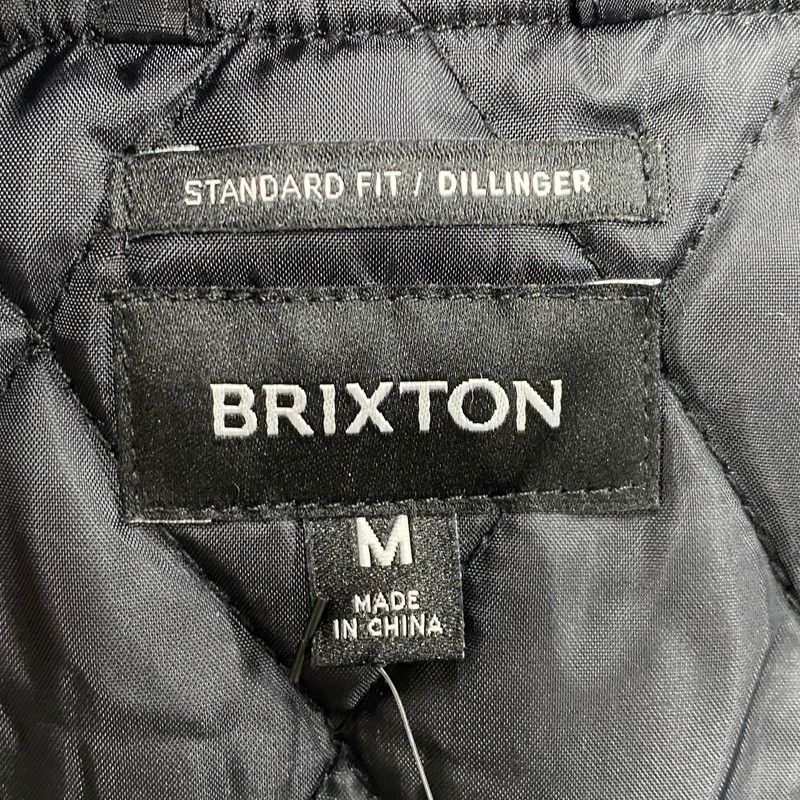 STANDARD FIT / DILLINGER
BRIXTON
M
MADE
IN CHINA